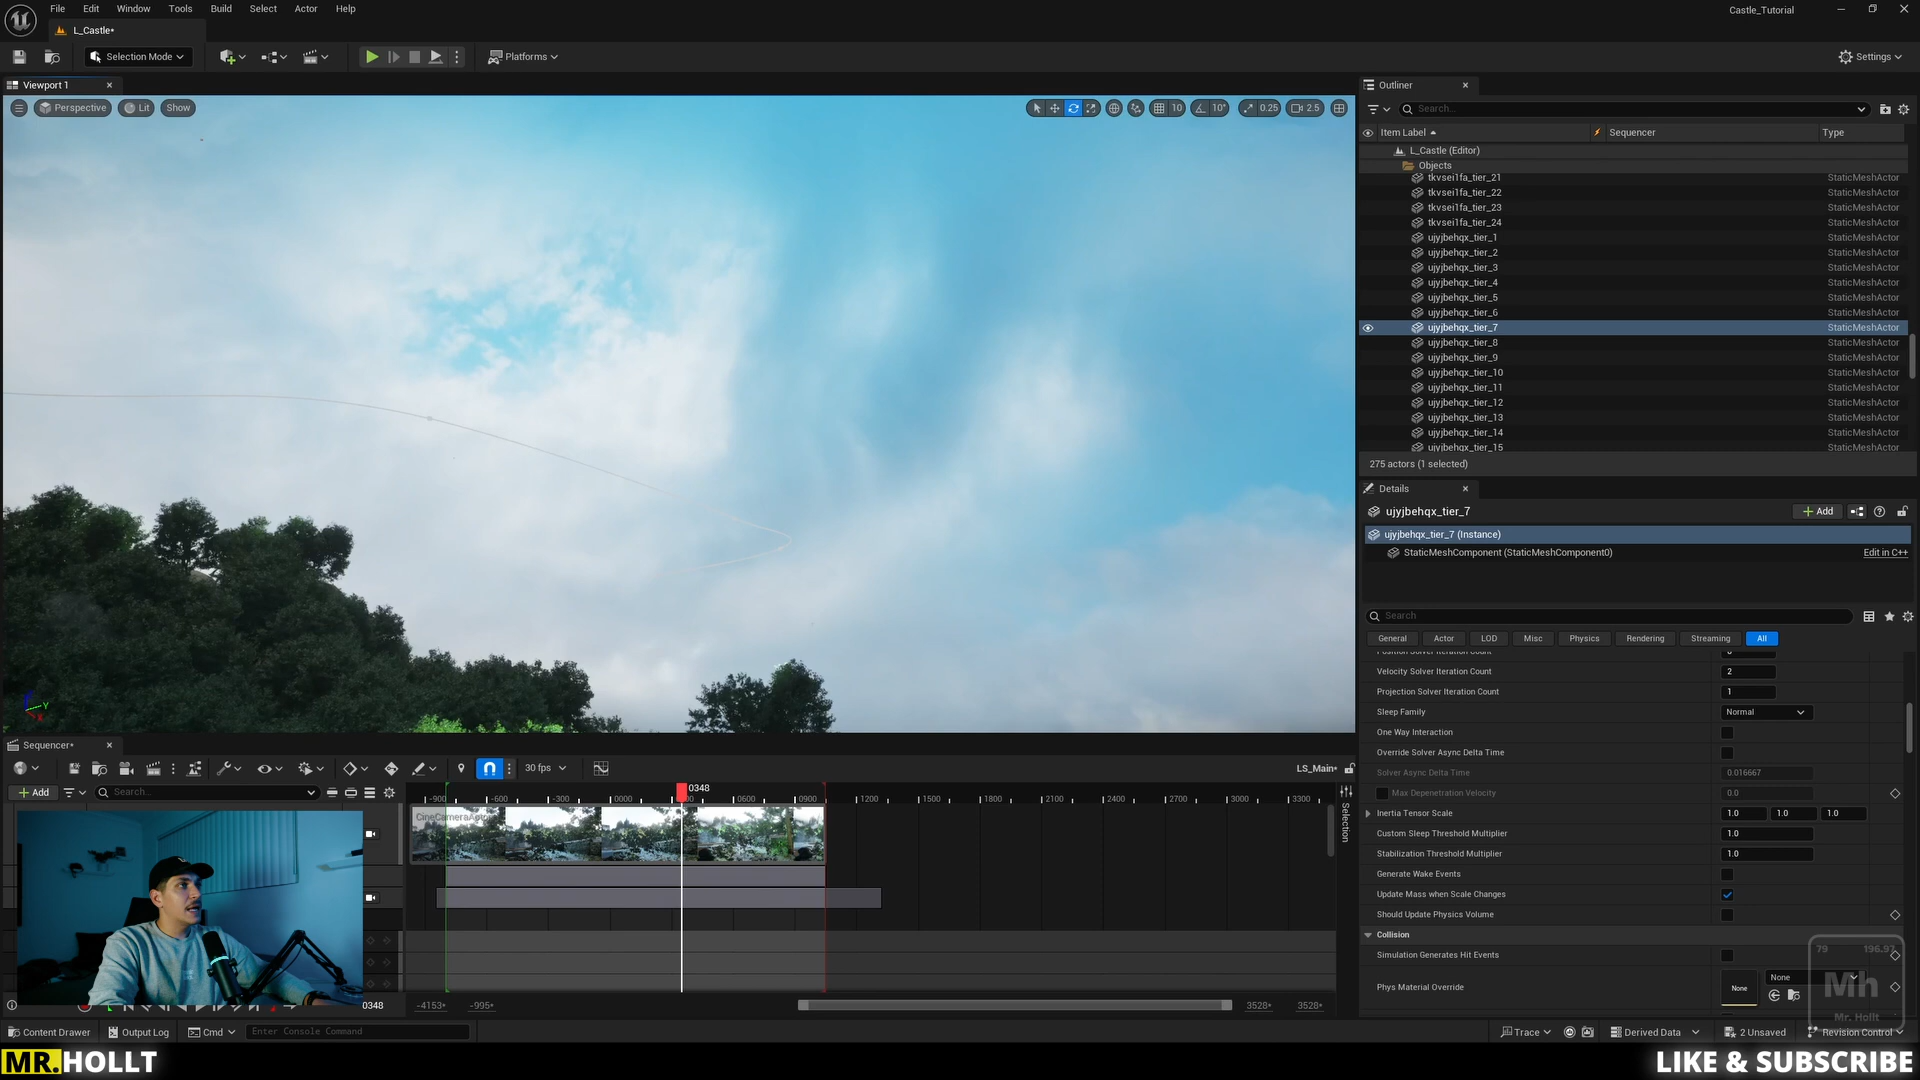 File Edit Window Tools Build Select Actor Help
Castle_Tutorial
L_Castle*
Selection Mode
Platforms
Settings
Viewport 1
Perspective Lit Show
10 10° 0.25 2.5
Outliner
Search...
Item Label Sequencer Type
L_Castle (Editor)
Objects
tkvsei1fa_tier_21 StaticMeshActor
tkvsei1fa_tier_22 StaticMeshActor
tkvsei1fa_tier_23 StaticMeshActor
tkvsei1fa_tier_24 StaticMeshActor
ujyjbehqx_tier_1 StaticMeshActor
ujyjbehqx_tier_2 StaticMeshActor
ujyjbehqx_tier_3 StaticMeshActor
ujyjbehqx_tier_4 StaticMeshActor
ujyjbehqx_tier_5 StaticMeshActor
ujyjbehqx_tier_6 StaticMeshActor
ujyjbehqx_tier_7 StaticMeshActor
ujyjbehqx_tier_8 StaticMeshActor
ujyjbehqx_tier_9 StaticMeshActor
ujyjbehqx_tier_10 StaticMeshActor
ujyjbehqx_tier_11 StaticMeshActor
ujyjbehqx_tier_12 StaticMeshActor
ujyjbehqx_tier_13 StaticMeshActor
ujyjbehqx_tier_14 StaticMeshActor
ujyjbehqx_tier_15 StaticMeshActor
275 actors (1 selected)
Details
ujyjbehqx_tier_7
Add
ujyjbehqx_tier_7 (Instance)
StaticMeshComponent (StaticMeshComponent0) Edit in C++
Search
General Actor LOD Misc Physics Rendering Streaming All
Position Solver Iteration Count
Velocity Solver Iteration Count 2
Projection Solver Iteration Count 1
Sleep Family Normal
One Way Interaction
Override Solver Async Delta Time
Solver Async Delta Time 0.016667
Max Depenetration Velocity 0.0
Inertia Tensor Scale 1.0 1.0 1.0
Custom Sleep Threshold Multiplier 1.0
Stabilization Threshold Multiplier 1.0
Generate Wake Events
Update Mass when Scale Changes
Should Update Physics Volume
Collision
Simulation Generates Hit Events
Phys Material Override None None
79 196.97
Mh
Mr. Hollt
Y
X
Sequencer*
30 fps
LS_Main*
Add
Search...
0348
-900 -600 -300 0000 0600 0900 1200 1500 1800 2100 2400 2700 3000 3300
CineCameraActor
Selection
0348 -4153* -995* 3528* 3528*
Content Drawer Output Log Cmd Enter Console Command
Trace Derived Data 2 Unsaved Revision Control
MR.HOLLT
LIKE & SUBSCRIBE